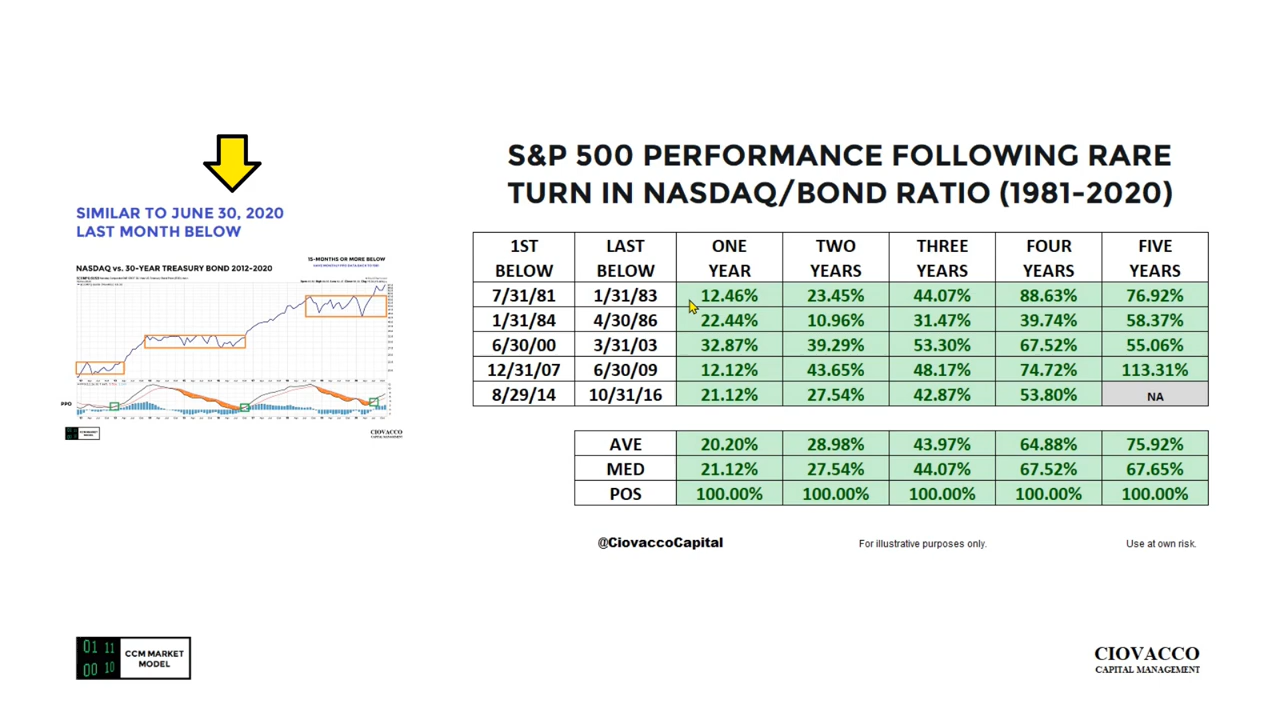 S&P 500 PERFORMANCE FOLLOWING RARE
TURN IN NASDAQ/BOND RATIO (1981-2020)
SIMILAR TO JUNE 30, 2020
LAST MONTH BELOW
15-MONTHS OR MORE BELOW
NASDAQ vs. 30-YEAR TREASURY BOND 2012-2020
PPO
CIOVACCO
CAPITAL MANAGEMENT
1ST BELOW LAST BELOW ONE YEAR TWO YEARS THREE YEARS FOUR YEARS FIVE YEARS
7/31/81 1/31/83 12.46% 23.45% 44.07% 88.63% 76.92%
1/31/84 4/30/86 22.44% 10.96% 31.47% 39.74% 58.37%
6/30/00 3/31/03 32.87% 39.29% 53.30% 67.52% 55.06%
12/31/07 6/30/09 12.12% 43.65% 48.17% 74.72% 113.31%
8/29/14 10/31/16 21.12% 27.54% 42.87% 53.80% NA
AVE 20.20% 28.98% 43.97% 64.88% 75.92%
MED 21.12% 27.54% 44.07% 67.52% 67.65%
POS 100.00% 100.00% 100.00% 100.00% 100.00%
@CiovaccoCapital For illustrative purposes only. Use at own risk.
01 11
00 10
CCM MARKET
MODEL
CIOVACCO
CAPITAL MANAGEMENT